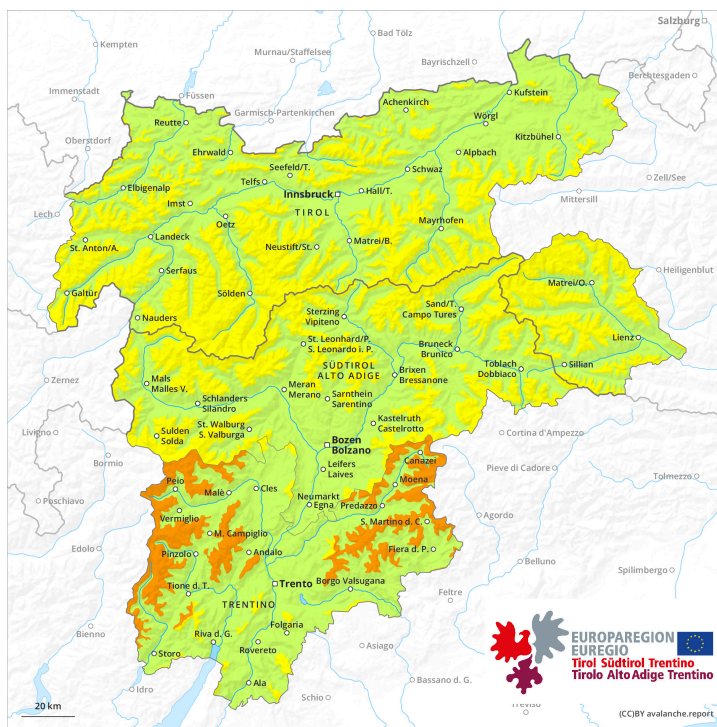 Salzburg
Kempten
Bad Tölz
Murnau/Staffelsee
Bayrischzell
Berchtesgaden
Immenstadt
Füssen
Kufstein
Achenkirch
Garmisch-Partenkirchen
Wörgl
Reutte
Oberstdorf
Kitzbühel
Ehrwald
Alpbach
Seefeld/T.
Schwaz
Telfs
Zell/See
Elbigenalp
Innsbruck
Hall/T.
Mittersill
Imst
TIROL
Lech
Oetz
Mayrhofen
Landeck
St. Anton/A.
Neustift/St.
Matrei/B.
Serfaus
Heiligenblut
Matrei/O.
Galtür
Sölden
Sand/T.
Campo Tures
Nauders
Sterzing
Vipiteno
Lienz
St. Leonhard/P.
S. Leonardo i. P.
Bruneck
Brunico
Toblach
Dobbiaco
Sillian
SÜDTIROL
ALTO ADIGE
Brixen
Bressanone
Zernez
Mals
Malles V.
Meran
Merano
Schlanders
Silandro
Sarnthein
Sarentino
St. Walburg
S. Valburga
Kastelruth
Castelrotto
Livigno
Sulden
Solda
Bozen
Bolzano
Cortina d'Ampezzo
Canazei
Bormio
Leifers
Laives
Pieve di Cadore
Tolmezzo
Peio
Moena
Poschiavo
Malè
Cles
Neumarkt
Egna
Predazzo
Vermiglio
Agordo
S. Martino d. C.
M. Campiglio
Edolo
Pinzolo
Andalo
Fiera d. P.
Belluno
Spilimbergo
Tione d. T.
Trento
Borgo Valsugana
Feltre
TRENTINO
Folgaria
Bienno
Riva d. G.
Rovereto
Asiago
Storo
EUROPAREGION
EUREGIO
Tirol Südtirol Trentino
Tirolo Alto Adige Trentino
Idro
Ala
Schio
Bassano d. G.
Treviso
20 km
(CC)BY avalanche.report